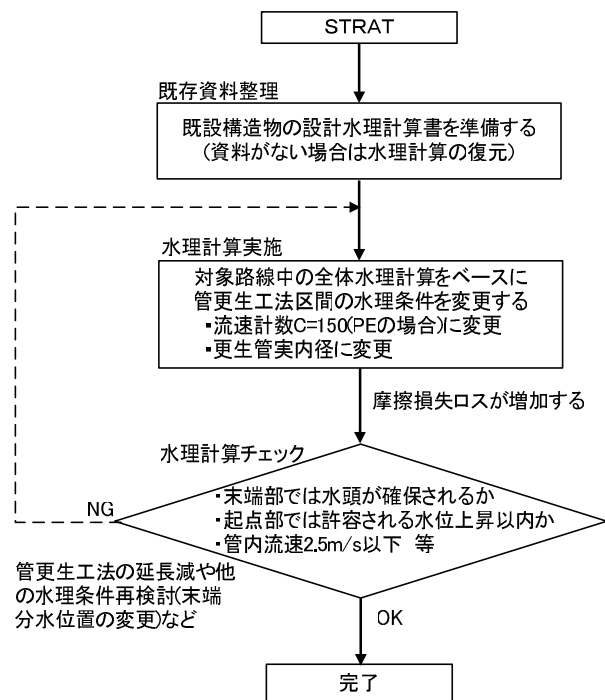 STRAT
既存資料整理
既設構造物の設計水理計算書を準備する
(資料がない場合は水理計算の復元)
水理計算実施
対象路線中の全体水理計算をベースに
管更生工法区間の水理条件を変更する
・流速計数C=150(PEの場合)に変更
・更生管実内径に変更
摩擦損失ロスが増加する
水理計算チェック
・末端部では水頭が確保されるか
・起点部では許容される水位上昇以内か
・管内流速2.5m/s以下 等
NG
管更生工法の延長減や他
の水理条件再検討(末端
分水位置の変更)など
OK
完了